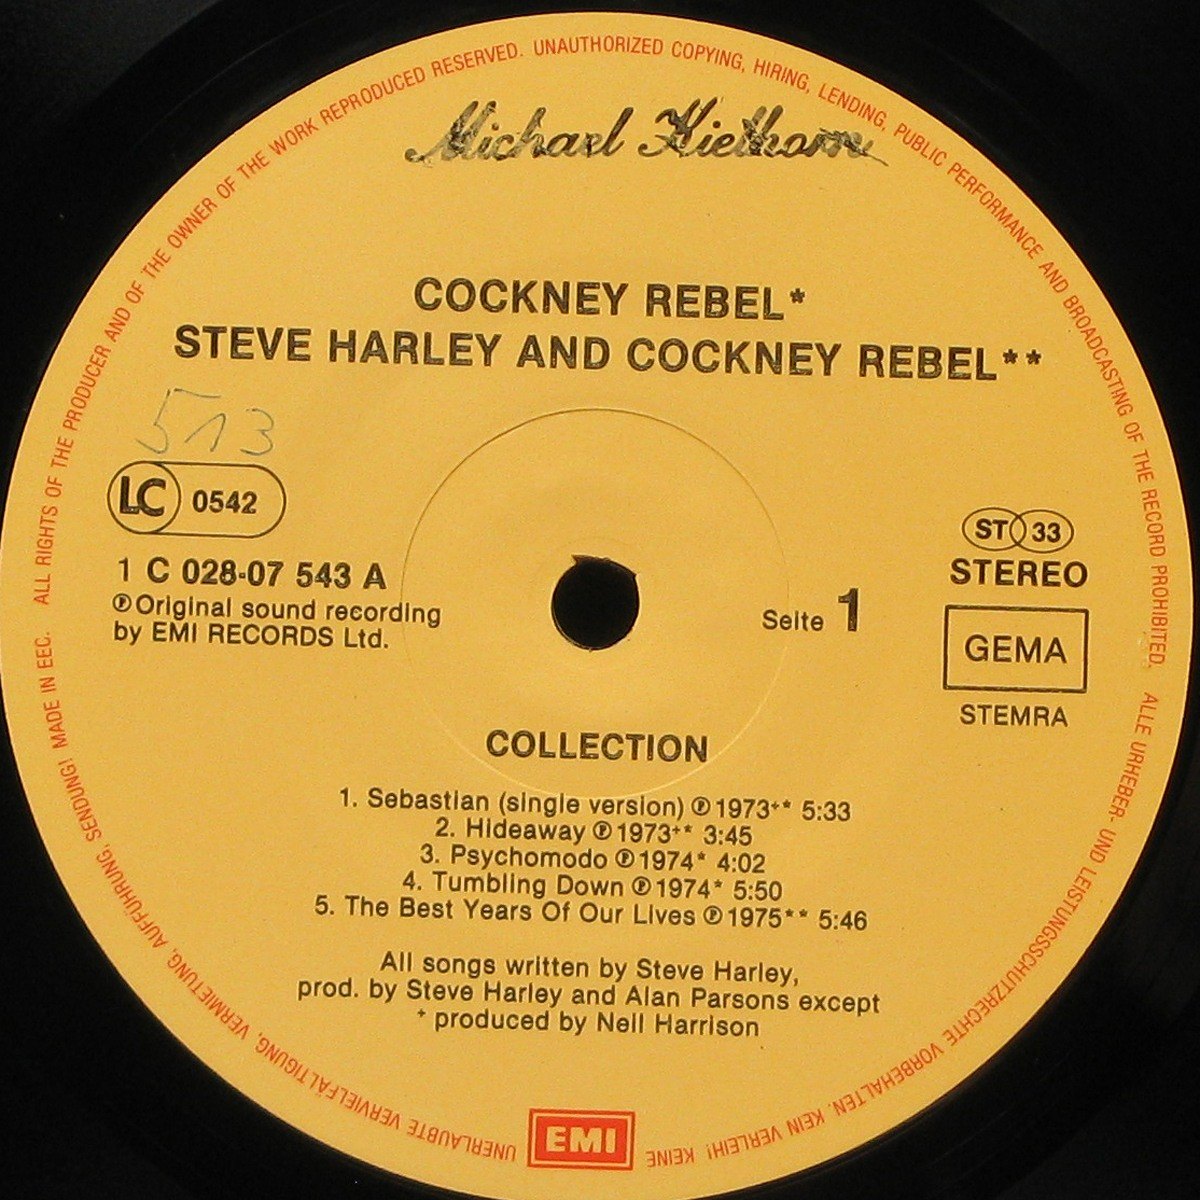 ALL RIGHTS OF THE PRODUCER AND OF THE OWNER OF THE WORK REPRODUCED RESERVED. UNAUTHORIZED COPYING, HIRING, LENDING, PUBLIC PERFORMANCE AND BROADCASTING OF THE RECORD PROHIBITED.
Michael Kiethorn
COCKNEY REBEL*
STEVE HARLEY AND COCKNEY REBEL**
513
LC 0542
1 C 028-07 543 A
℗ Original sound recording
by EMI RECORDS Ltd.
Seite 1
ST 33
STEREO
GEMA
STEMRA
COLLECTION
1. Sebastian (single version) ℗ 1973+* 5:33
2. Hideaway ℗ 1973+* 3:45
3. Psychomodo ℗ 1974* 4:02
4. Tumbling Down ℗ 1974* 5:50
5. The Best Years Of Our Lives ℗ 1975** 5:46
All songs written by Steve Harley,
prod. by Steve Harley and Alan Parsons except
+ produced by Neil Harrison
ALLE URHEBER- UND LEISTUNGSSCHUTZRECHTE VORBEHALTEN. KEIN VERLEIH! KEINE
EMI
UNERLAUBTE VERVIELFÄLTIGUNG, VERMIETUNG, AUFFÜHRUNG, SENDUNG! MADE IN EEC.